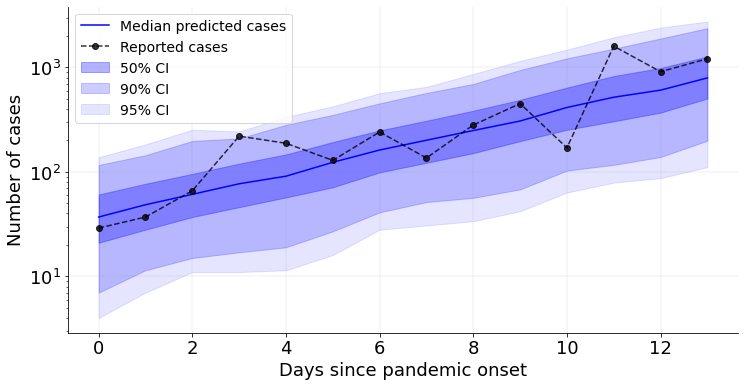 Median predicted cases
Reported cases
50% CI
90% CI
95% CI
Number of cases
10³
10²
10¹
0 2 4 6 8 10 12
Days since pandemic onset